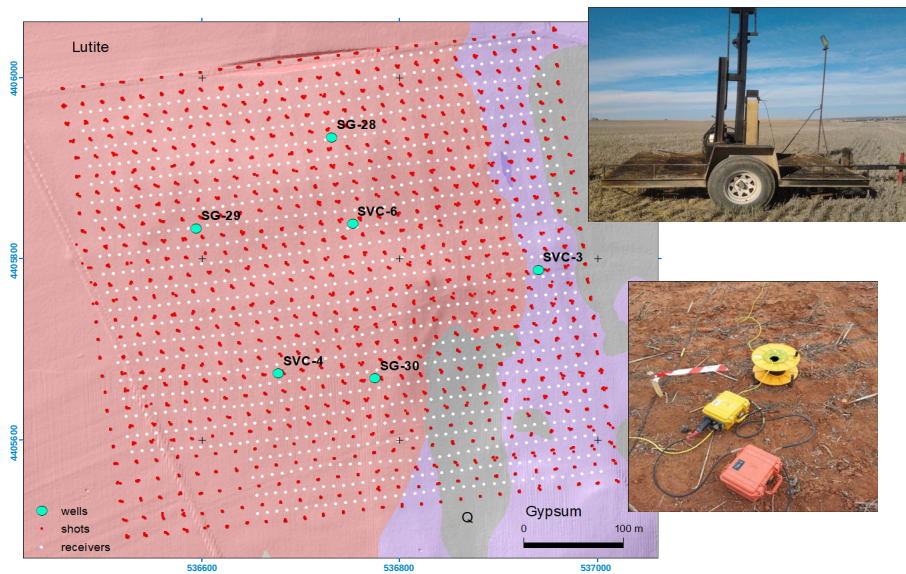 Lutite
SG-28
SG-29
SVC-6
SVC-3
SVC-4
SG-30
wells
shots
receivers
Q
Gypsum
0
100 m
4406000
4405800
4405600
536600
536800
537000